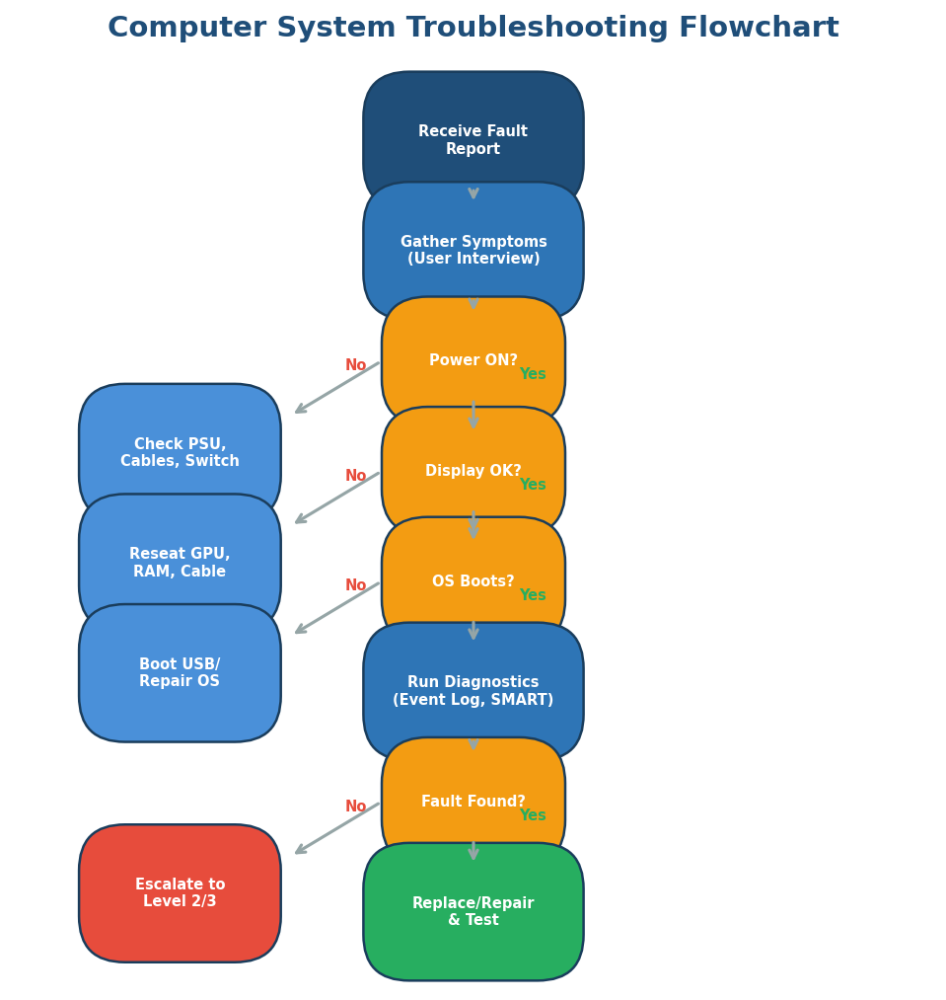 Computer System Troubleshooting Flowchart
Receive Fault
Report
Gather Symptoms
(User Interview)
Power ON?
No
Yes
Check PSU,
Cables, Switch
Display OK?
No
Yes
Reseat GPU,
RAM, Cable
OS Boots?
No
Yes
Boot USB/
Repair OS
Run Diagnostics
(Event Log, SMART)
Fault Found?
No
Yes
Escalate to
Level 2/3
Replace/Repair
& Test